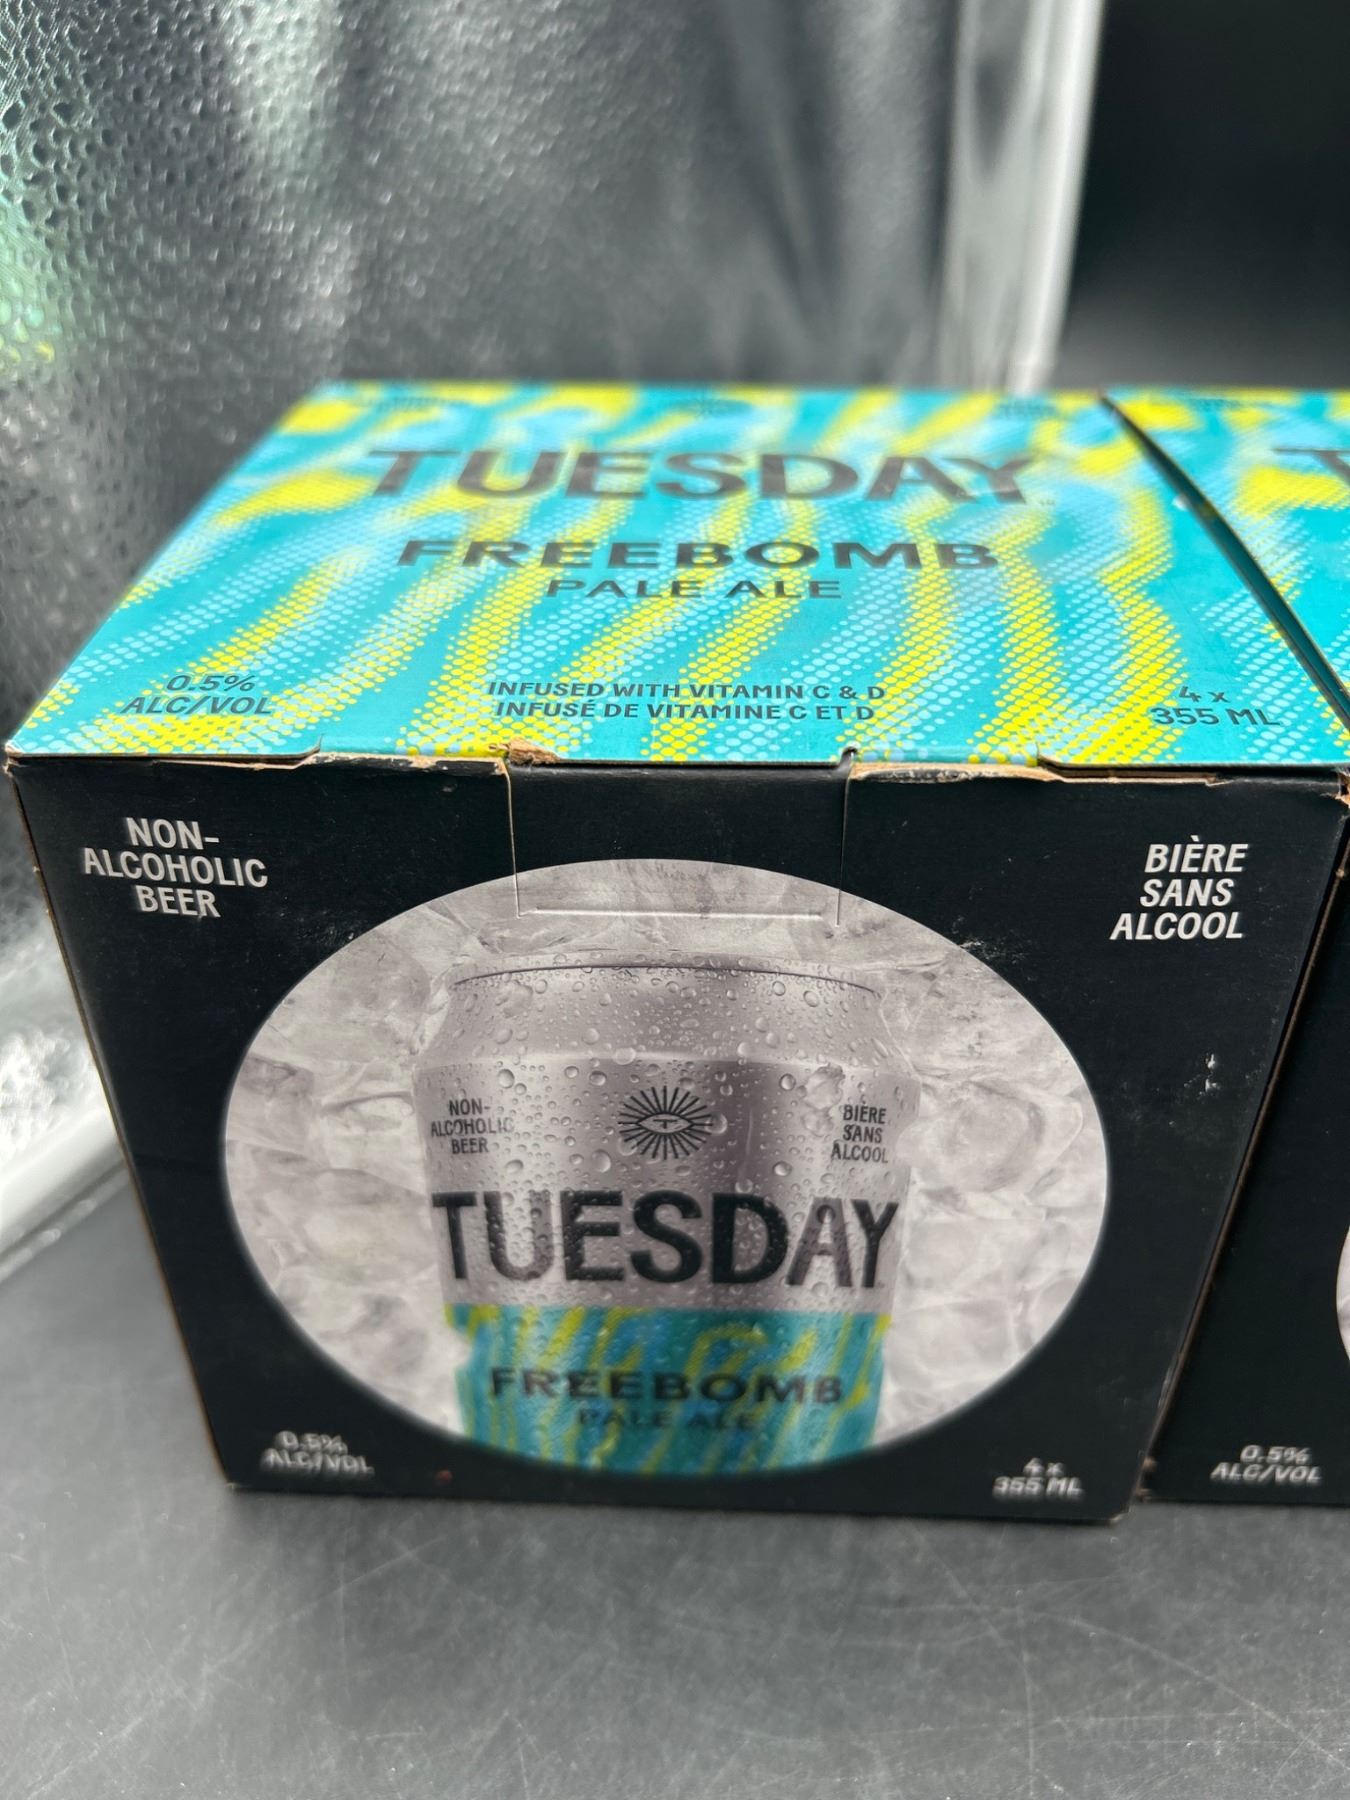 TUESDAY
FREEBOMB
PALE ALE
0.5%
ALC/VOL
INFUSED WITH VITAMIN C & D
INFUSÉ DE VITAMINE C ET D
4 x
355 ML
NON-
ALCOHOLIC
BEER
BIÈRE
SANS
ALCOOL
NON-
ALCOHOLIC
BEER
BIÈRE
SANS
ALCOOL
TUESDAY
FREEBOMB
PALE ALE
0.5%
ALC/VOL
4 x
355 ML
0.5%
ALC/VOL